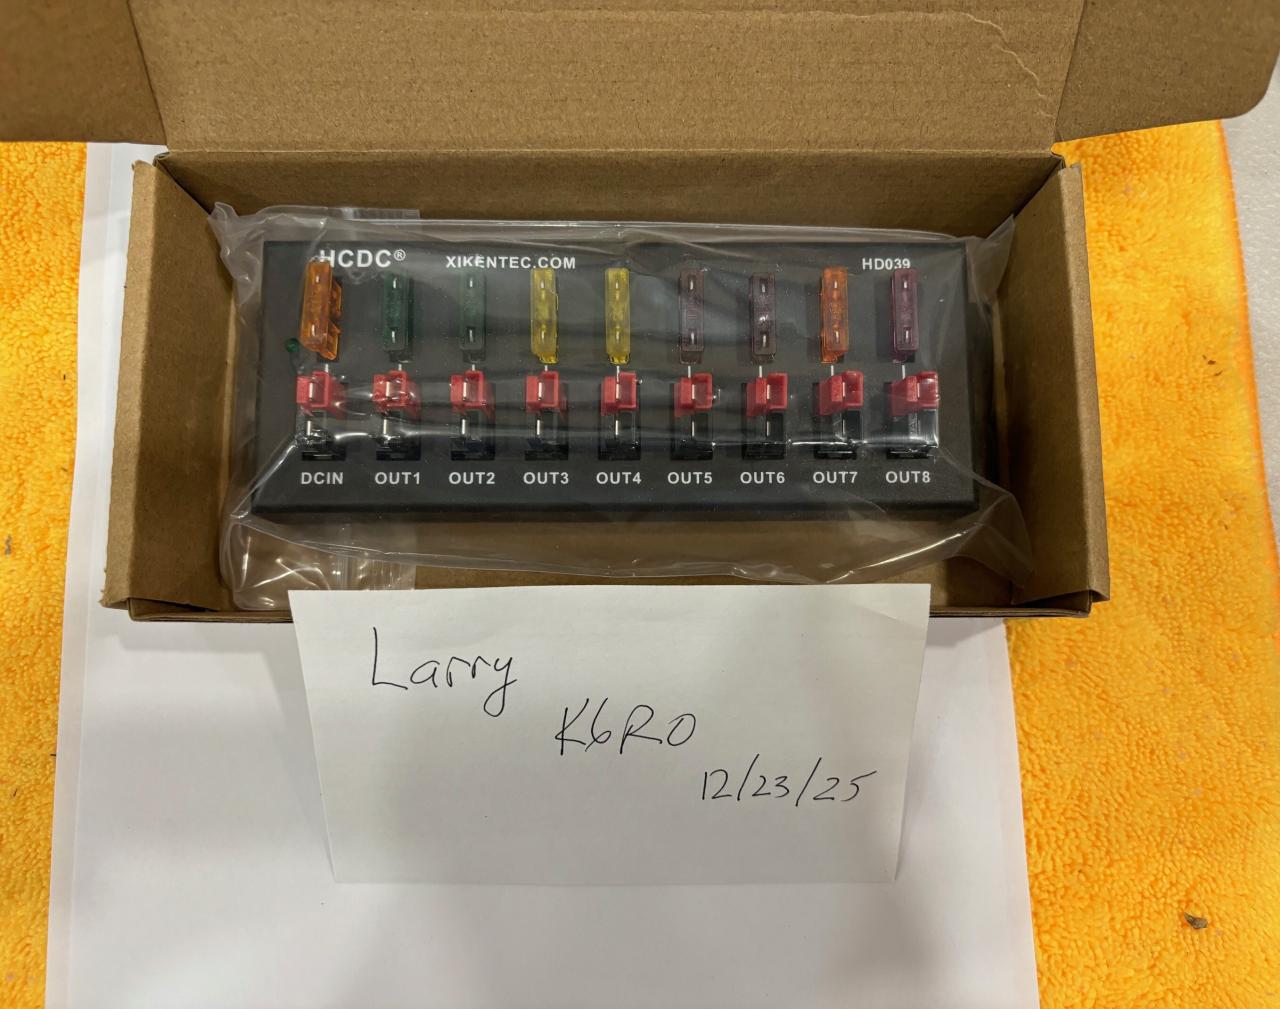 HCDC® XIKENTEC.COM HD039
DCIN OUT1 OUT2 OUT3 OUT4 OUT5 OUT6 OUT7 OUT8
Larry
K6RO
12/23/25